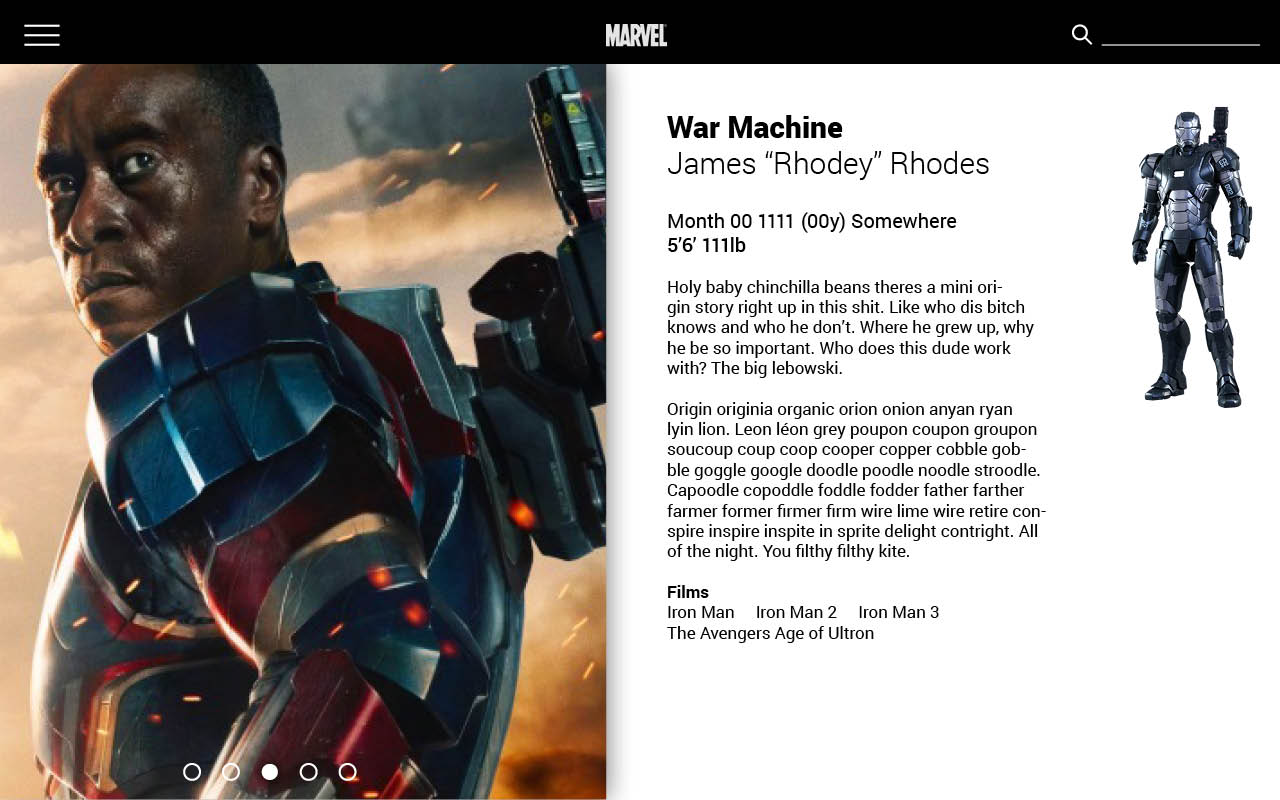 MARVEL
War Machine
James “Rhodey” Rhodes
Month 00 1111 (00y) Somewhere
5’6’ 111lb
Holy baby chinchilla beans theres a mini ori-
gin story right up in this shit. Like who dis bitch
knows and who he don’t. Where he grew up, why
he be so important. Who does this dude work
with? The big lebowski.
Origin originia organic orion onion anyan ryan
lyin lion. Leon léon grey poupon coupon groupon
soucoup coup coop cooper copper cobble gob-
ble goggle google doodle poodle noodle stroodle.
Capoodle copoddle foddle fodder father farther
farmer former firmer firm wire lime wire retire con-
spire inspire inspite in sprite delight contright. All
of the night. You filthy filthy kite.
Films
Iron Man Iron Man 2 Iron Man 3
The Avengers Age of Ultron